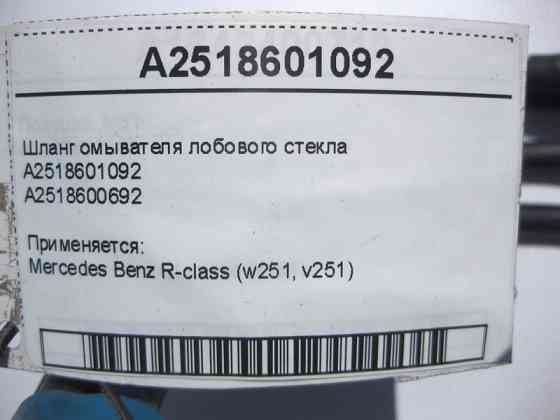 A2518601092
Шланг омывателя лобового стекла
A2518601092
A2518600692
Применяется:
Mercedes Benz R-class (w251, v251)